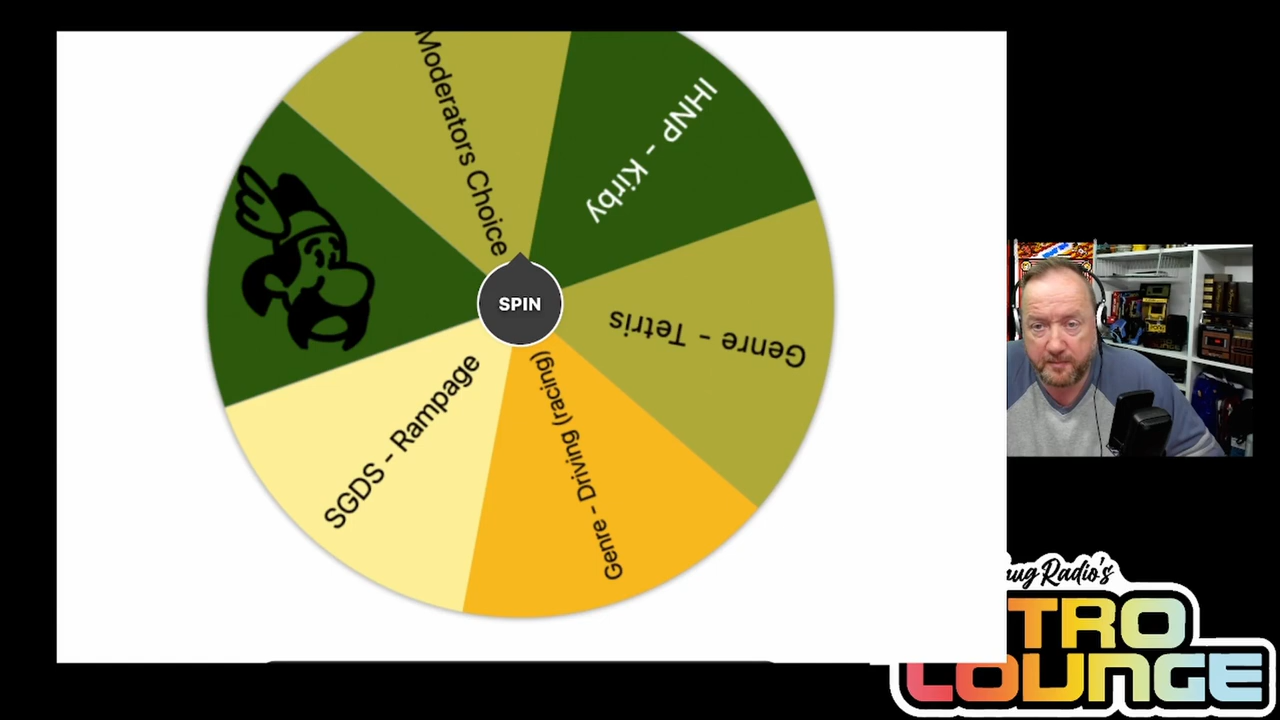 Moderators Choice
IHNP - Kirby
Genre - Tetris
Genre - Driving (racing)
SGDS - Rampage
SPIN
Radio's
TRO
LOUNGE